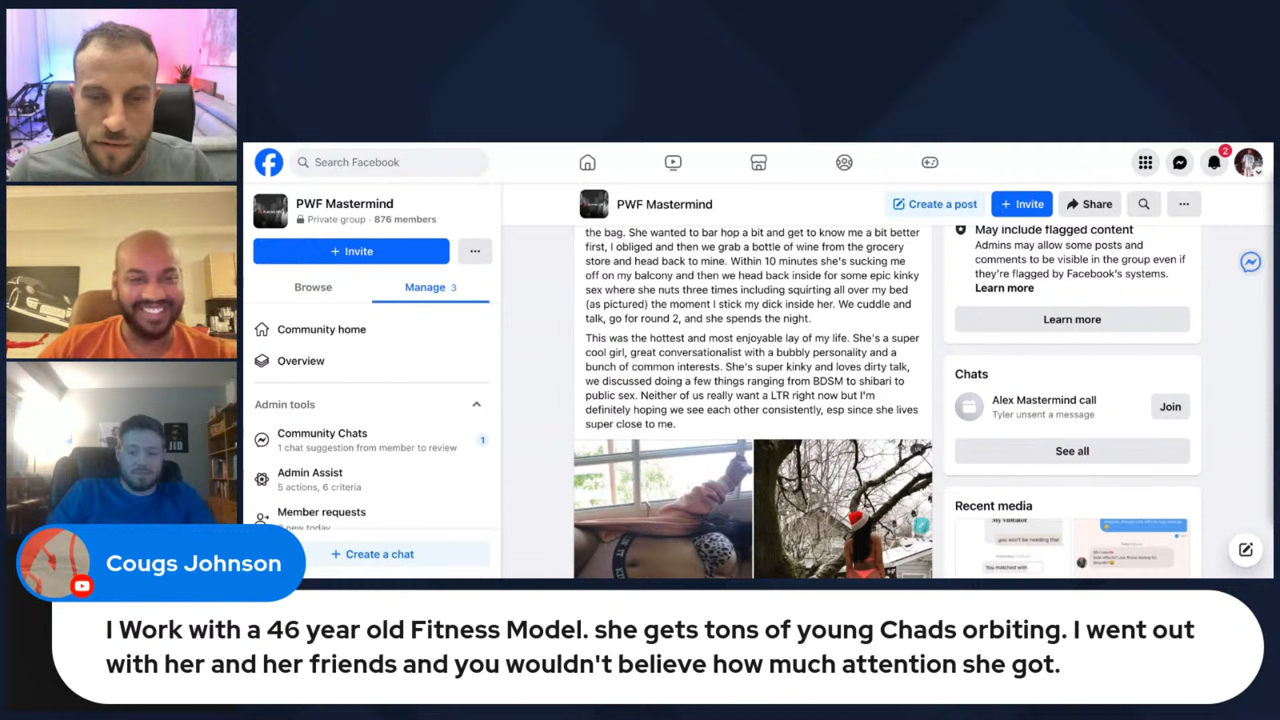 Search Facebook
2
PWF Mastermind
Private group · 876 members
+ Invite
...
Browse
Manage 3
Community home
Overview
Admin tools
Community Chats
1 chat suggestion from member to review
1
Admin Assist
5 actions, 6 criteria
Member requests
new today
+ Create a chat
PWF Mastermind
Create a post
+ Invite
Share
...
the bag. She wanted to bar hop a bit and get to know me a bit better
first, I obliged and then we grab a bottle of wine from the grocery
store and head back to mine. Within 10 minutes she's sucking me
off on my balcony and then we head back inside for some epic kinky
sex where she nuts three times including squirting all over my bed
(as pictured) the moment I stick my dick inside her. We cuddle and
talk, go for round 2, and she spends the night.
This was the hottest and most enjoyable lay of my life. She's a super
cool girl, great conversationalist with a bubbly personality and a
bunch of common interests. She's super kinky and loves dirty talk,
we discussed doing a few things ranging from BDSM to shibari to
public sex. Neither of us really want a LTR right now but I'm
definitely hoping we see each other consistently, esp since she lives
super close to me.
May include flagged content
Admins may allow some posts and
comments to be visible in the group even if
they're flagged by Facebook's systems.
Learn more
Learn more
Chats
Alex Mastermind call
Tyler unsent a message
Join
See all
Recent media
you won't be needing that
You matched with
JID
Cougs Johnson
I Work with a 46 year old Fitness Model. she gets tons of young Chads orbiting. I went out
with her and her friends and you wouldn't believe how much attention she got.